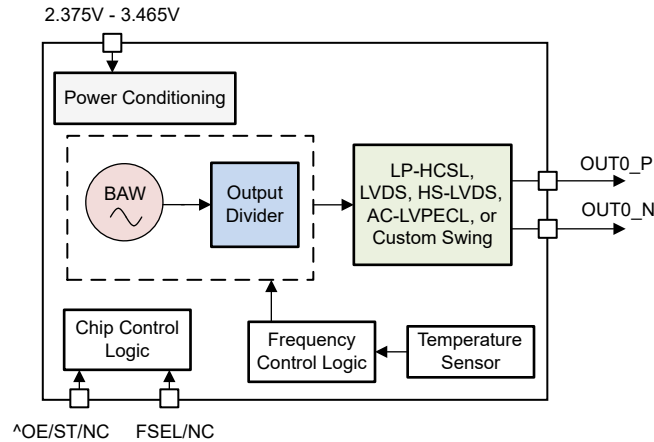 2.375V - 3.465V
Power Conditioning
BAW
Output
Divider
LP-HCSL,
LVDS, HS-LVDS,
AC-LVPECL, or
Custom Swing
OUT0_P
OUT0_N
Chip Control
Logic
Frequency
Control Logic
Temperature
Sensor
^OE/ST/NC
FSEL/NC